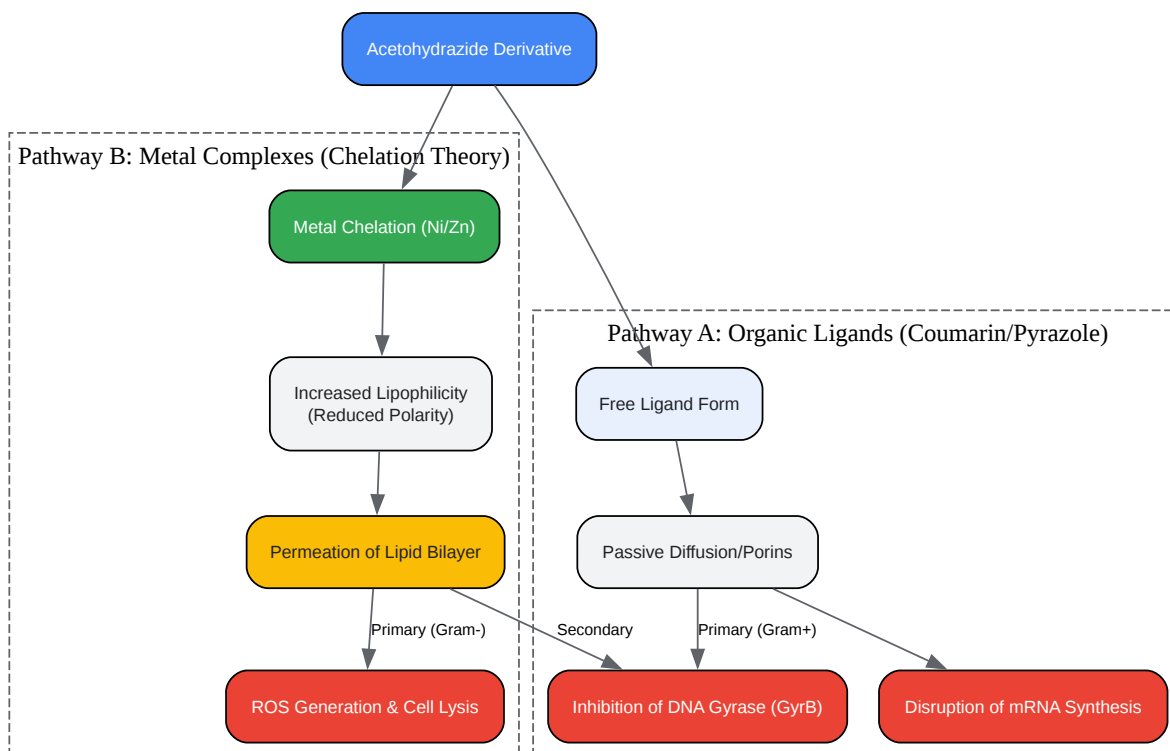 Acetohydrazide Derivative
Pathway B: Metal Complexes (Chelation Theory)
Metal Chelation (Ni/Zn)
Pathway A: Organic Ligands (Coumarin/Pyrazole)
Increased Lipophilicity
(Reduced Polarity)
Free Ligand Form
Permeation of Lipid Bilayer
Passive Diffusion/Porins
Primary (Gram-)
Secondary
Primary (Gram+)
ROS Generation & Cell Lysis
Inhibition of DNA Gyrase (GyrB)
Disruption of mRNA Synthesis